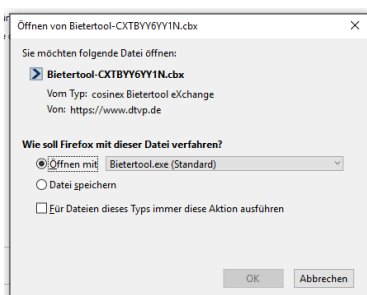 Öffnen von Bietertool-CXTBYY6YY1N.cbx
Sie möchten folgende Datei öffnen:
Bietertool-CXTBYY6YY1N.cbx
Vom Typ: cosinex Bietertool eXchange
Von: https://www.dtvp.de
Wie soll Firefox mit dieser Datei verfahren?
Öffnen mit Bietertool.exe (Standard)
Datei speichern
Für Dateien dieses Typs immer diese Aktion ausführen
OK Abbrechen